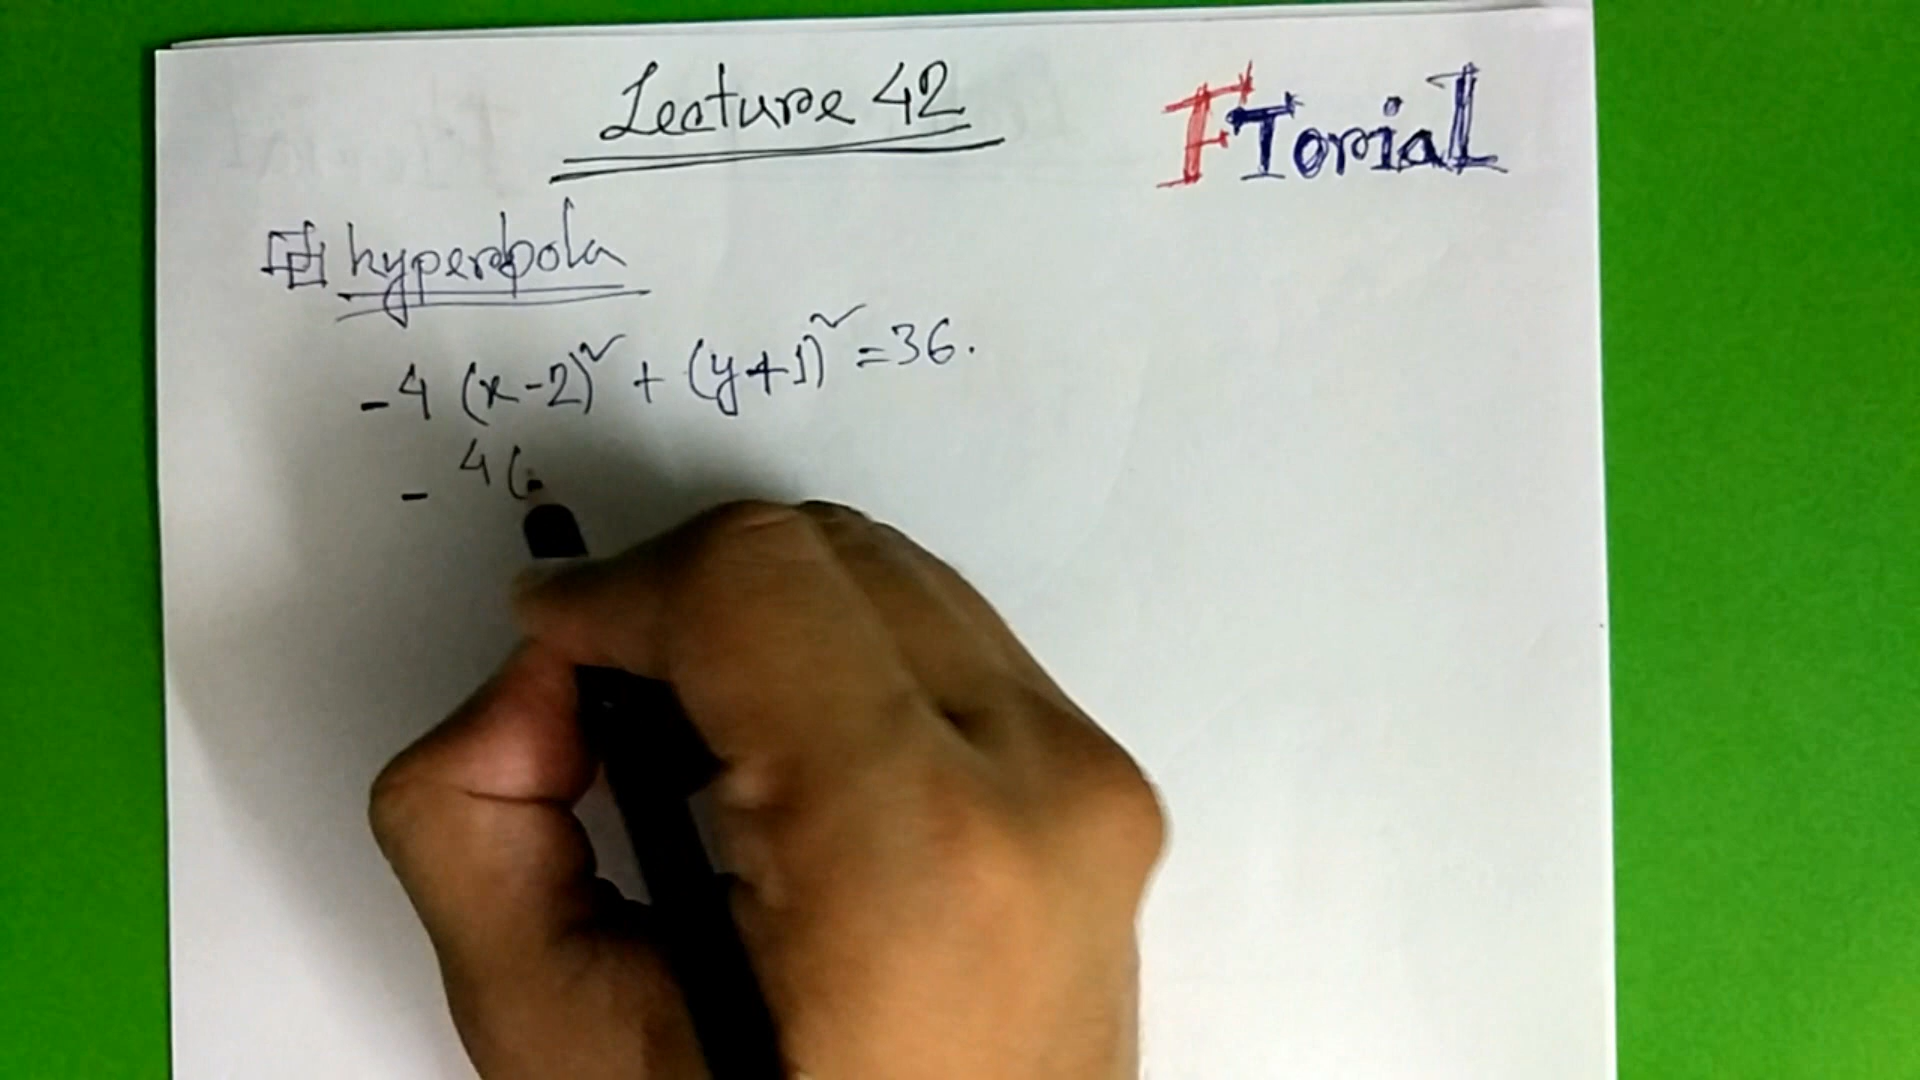 Lecture 42
FTorial
hyperbola
-4 (x-2)² + (y+1)² = 36.
- 4 (